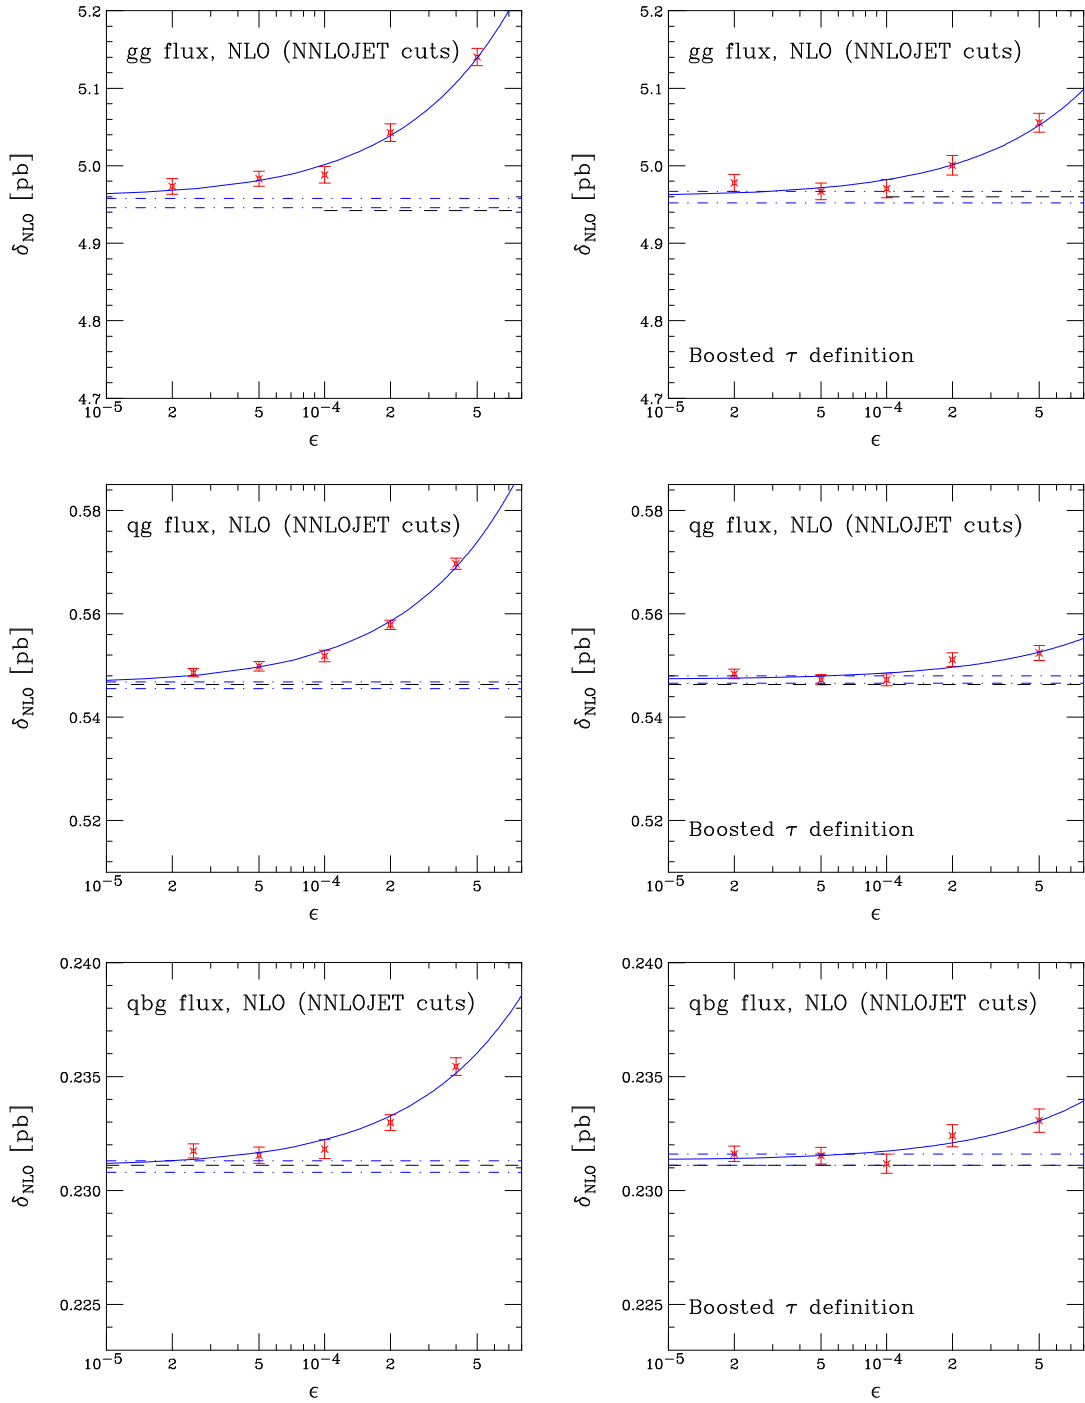 gg flux, NLO (NNLOJET cuts)
δ_NLO [pb]
5.2
5.1
5.0
4.9
4.8
4.7
10^−5 2 5 10^−4 2 5
ϵ
gg flux, NLO (NNLOJET cuts)
Boosted τ definition
δ_NLO [pb]
5.2
5.1
5.0
4.9
4.8
4.7
10^−5 2 5 10^−4 2 5
ϵ
qg flux, NLO (NNLOJET cuts)
δ_NLO [pb]
0.58
0.56
0.54
0.52
10^−5 2 5 10^−4 2 5
ϵ
qg flux, NLO (NNLOJET cuts)
Boosted τ definition
δ_NLO [pb]
0.58
0.56
0.54
0.52
10^−5 2 5 10^−4 2 5
ϵ
qbg flux, NLO (NNLOJET cuts)
δ_NLO [pb]
0.240
0.235
0.230
0.225
10^−5 2 5 10^−4 2 5
ϵ
qbg flux, NLO (NNLOJET cuts)
Boosted τ definition
δ_NLO [pb]
0.240
0.235
0.230
0.225
10^−5 2 5 10^−4 2 5
ϵ